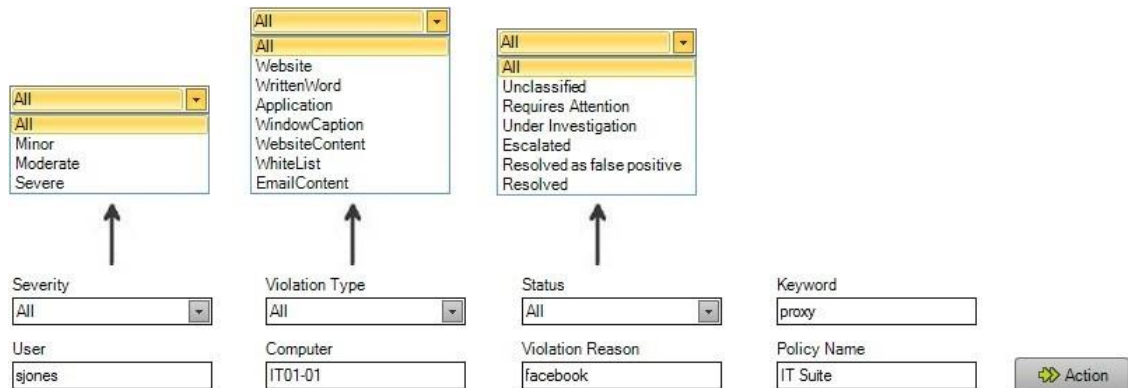 All
All
Minor
Moderate
Severe
All
All
Website
WrittenWord
Application
WindowCaption
WebsiteContent
WhiteList
EmailContent
All
All
Unclassified
Requires Attention
Under Investigation
Escalated
Resolved as false positive
Resolved
Severity
All
Violation Type
All
Status
All
Keyword
proxy
User
sjones
Computer
IT01-01
Violation Reason
facebook
Policy Name
IT Suite
Action